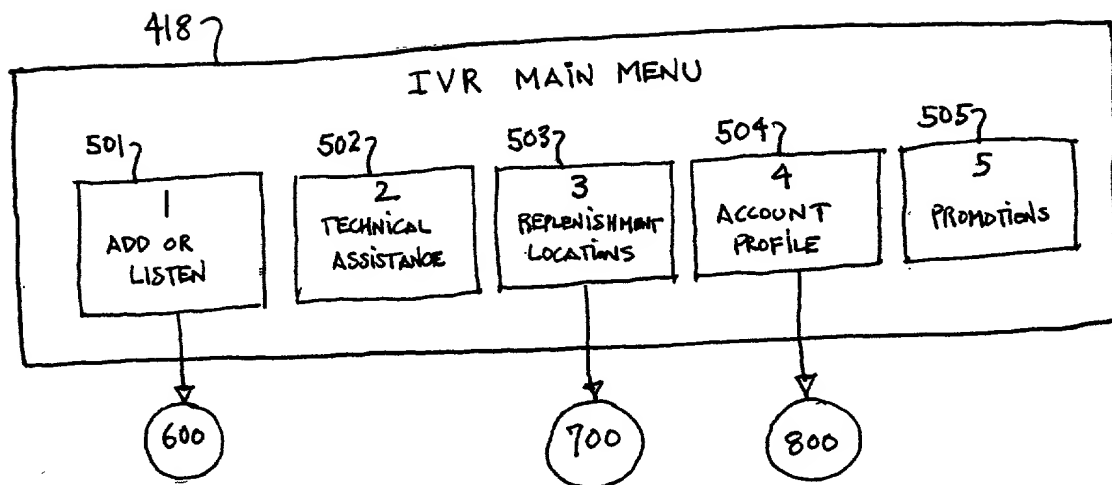 418
IVR MAIN MENU
501
502
503
504
505
1
ADD OR
LISTEN
2
TECHNICAL
ASSISTANCE
3
REPLENISHMENT
LOCATIONS
4
ACCOUNT
PROFILE
5
PROMOTIONS
600
700
800